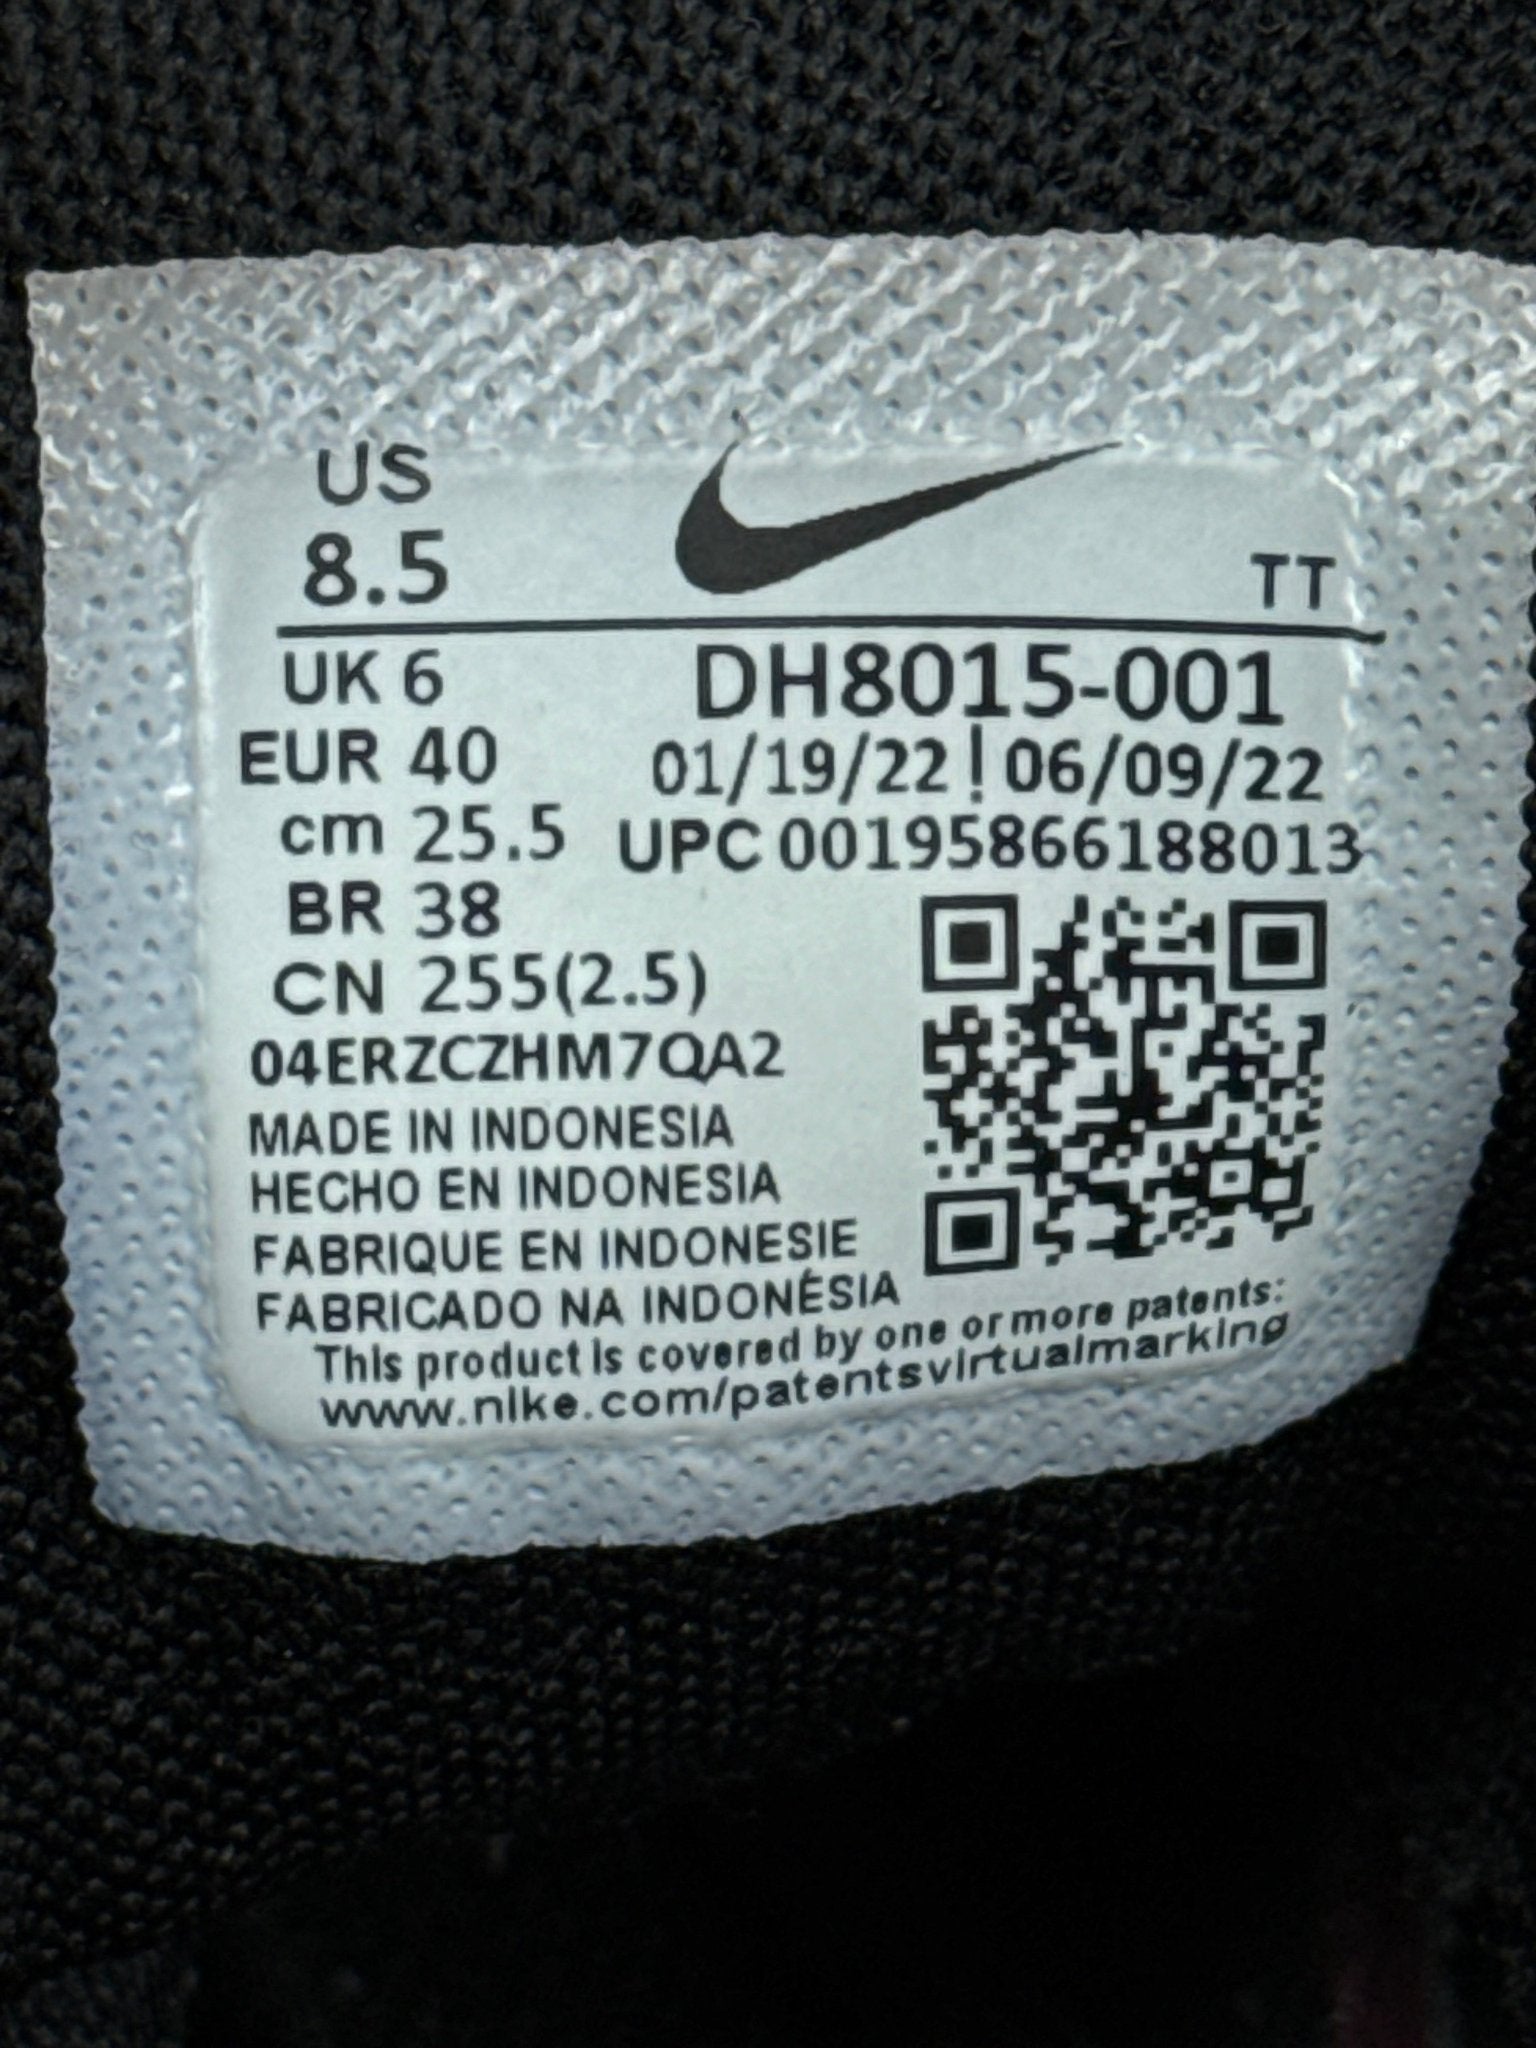 US
8.5
TT
UK 6
DH8015-001
EUR 40
01/19/22 | 06/09/22
cm 25.5
UPC 00195866188013
BR 38
CN 255(2.5)
04ERZCZHM7QA2
MADE IN INDONESIA
HECHO EN INDONESIA
FABRIQUE EN INDONESIE
FABRICADO NA INDONÉSIA
This product is covered by one or more patents:
www.nike.com/patentsvirtualmarking